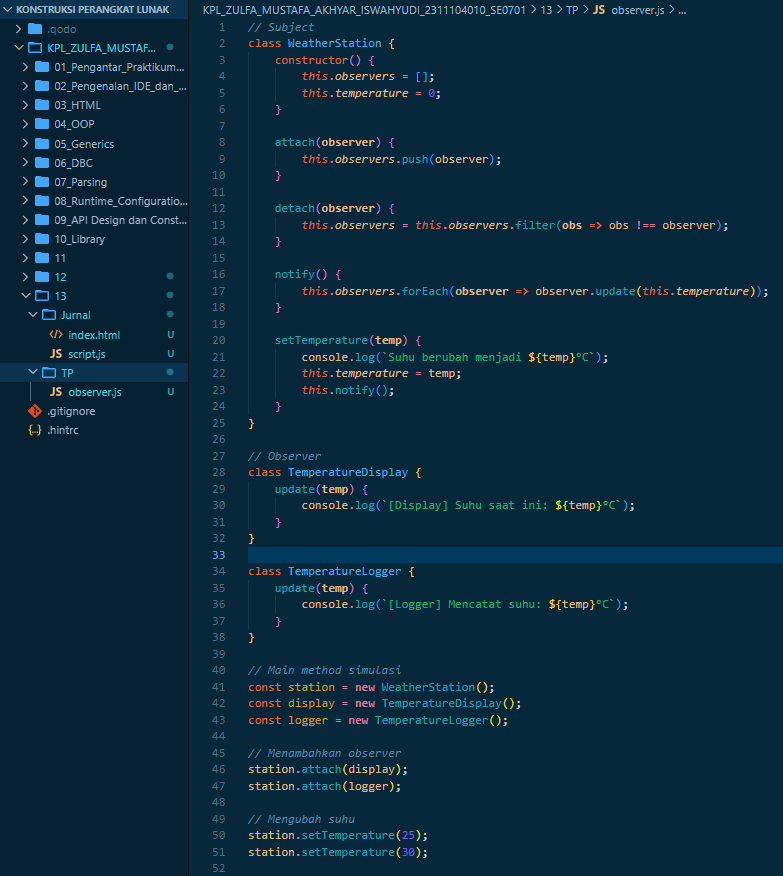 KONSTRUKSI PERANGKAT LUNAK
.qodo
KPL_ZULFA_MUSTAF...
01_Pengantar_Praktikum...
02_Pengenalan_IDE_dan_...
03_HTML
04_OOP
05_Generics
06_DBC
07_Parsing
08_Runtime_Configuratio...
09_API Design dan Const...
10_Library
11
12
13
Jurnal
<> index.html U
JS script.js U
TP
JS observer.js U
.gitignore
{..} .hintrc
KPL_ZULFA_MUSTAFA_AKHYAR_ISWAHYUDI_2311104010_SE0701 > 13 > TP > JS observer.js > ...
1 // Subject
2 class WeatherStation {
3     constructor() {
4         this.observers = [];
5         this.temperature = 0;
6     }
7
8     attach(observer) {
9         this.observers.push(observer);
10     }
11
12     detach(observer) {
13         this.observers = this.observers.filter(obs => obs !== observer);
14     }
15
16     notify() {
17         this.observers.forEach(observer => observer.update(this.temperature));
18     }
19
20     setTemperature(temp) {
21         console.log(`Suhu berubah menjadi ${temp}°C`);
22         this.temperature = temp;
23         this.notify();
24     }
25 }
26
27 // Observer
28 class TemperatureDisplay {
29     update(temp) {
30         console.log(`[Display] Suhu saat ini: ${temp}°C`);
31     }
32 }
33
34 class TemperatureLogger {
35     update(temp) {
36         console.log(`[Logger] Mencatat suhu: ${temp}°C`);
37     }
38 }
39
40 // Main method simulasi
41 const station = new WeatherStation();
42 const display = new TemperatureDisplay();
43 const logger = new TemperatureLogger();
44
45 // Menambahkan observer
46 station.attach(display);
47 station.attach(logger);
48
49 // Mengubah suhu
50 station.setTemperature(25);
51 station.setTemperature(30);
52